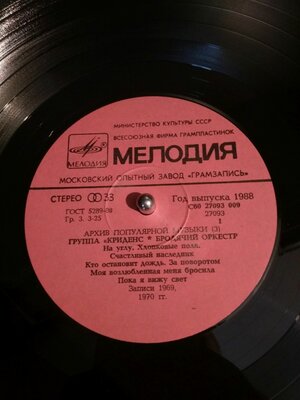 МИНИСТЕРСТВО КУЛЬТУРЫ СССР
ВСЕСОЮЗНАЯ ФИРМА ГРАМПЛАСТИНОК
МЕЛОДИЯ
МЕЛОДИЯ
МОСКОВСКИЙ ОПЫТНЫЙ ЗАВОД «ГРАМЗАПИСЬ»
СТЕРЕО 33
Год выпуска 1988
ГОСТ 5289-88
С60 27093 009
Гр. 3. 3-25
27093
1
АРХИВ ПОПУЛЯРНОЙ МУЗЫКИ (3)
ГРУППА «КРИДЕНС * БРОДЯЧИЙ ОРКЕСТР
На углу. Хлопковые поля.
Счастливый наследник
Кто остановит дождь. За поворотом
Моя возлюбленная меня бросила
Пока я вижу свет
Записи 1969,
1970 гг.